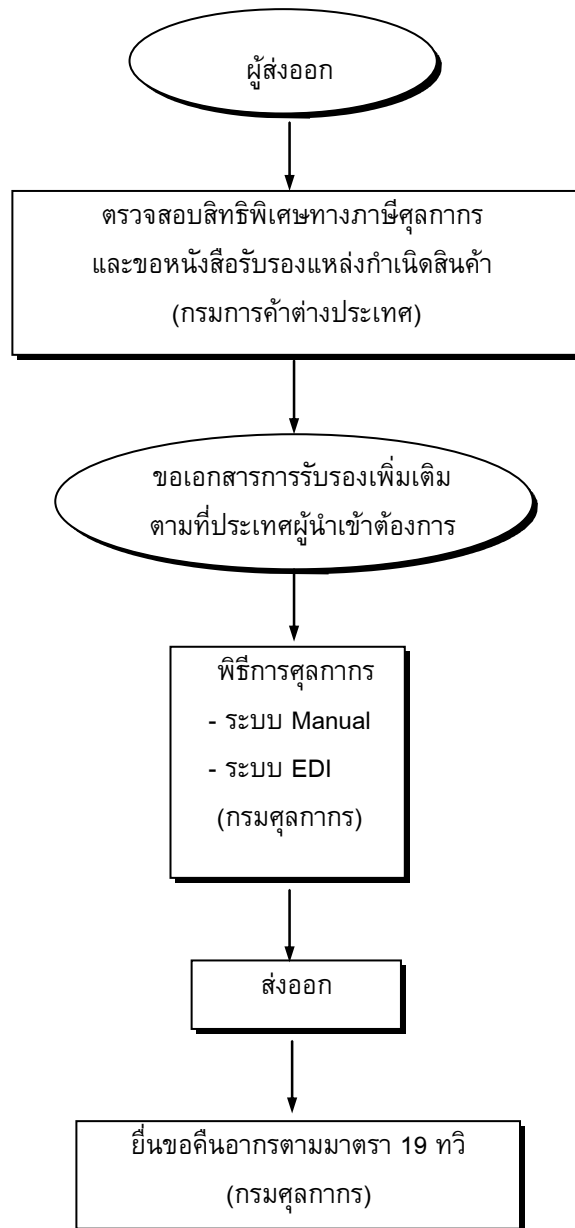 ผู้ส่งออก
ตรวจสอบสิทธิพิเศษทางภาษีศุลกากร
และขอหนังสือรับรองแหล่งกำเนิดสินค้า
(กรมการค้าต่างประเทศ)
ขอเอกสารการรับรองเพิ่มเติม
ตามที่ประเทศผู้นำเข้าต้องการ
พิธีการศุลกากร
- ระบบ Manual
- ระบบ EDI
(กรมศุลกากร)
ส่งออก
ยื่นขอคืนอากรตามมาตรา 19 ทวิ
(กรมศุลกากร)